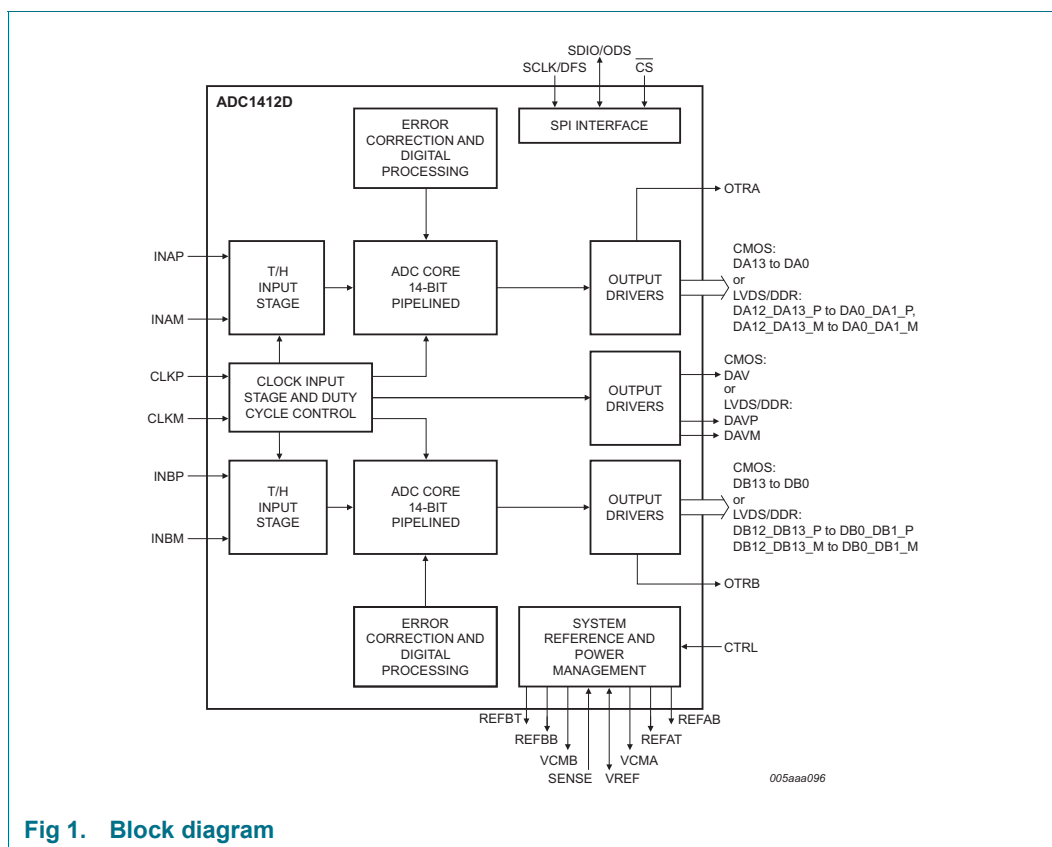 SDIO/ODS
SCLK/DFS
CS
ADC1412D
ERROR
CORRECTION AND
DIGITAL
PROCESSING
SPI INTERFACE
OTRA
INAP
INAM
T/H
INPUT
STAGE
ADC CORE
14-BIT
PIPELINED
OUTPUT
DRIVERS
CMOS:
DA13 to DA0
or
LVDS/DDR:
DA12_DA13_P to DA0_DA1_P,
DA12_DA13_M to DA0_DA1_M
CLKP
CLKM
CLOCK INPUT
STAGE AND DUTY
CYCLE CONTROL
OUTPUT
DRIVERS
CMOS:
DAV
or
LVDS/DDR:
DAVP
DAVM
INBP
INBM
T/H
INPUT
STAGE
ADC CORE
14-BIT
PIPELINED
OUTPUT
DRIVERS
CMOS:
DB13 to DB0
or
LVDS/DDR:
DB12_DB13_P to DB0_DB1_P
DB12_DB13_M to DB0_DB1_M
OTRB
ERROR
CORRECTION AND
DIGITAL
PROCESSING
SYSTEM
REFERENCE AND
POWER
MANAGEMENT
CTRL
REFBT
REFBB
VCMB
SENSE
VREF
VCMA
REFAT
REFAB
005aaa096
Fig 1. Block diagram